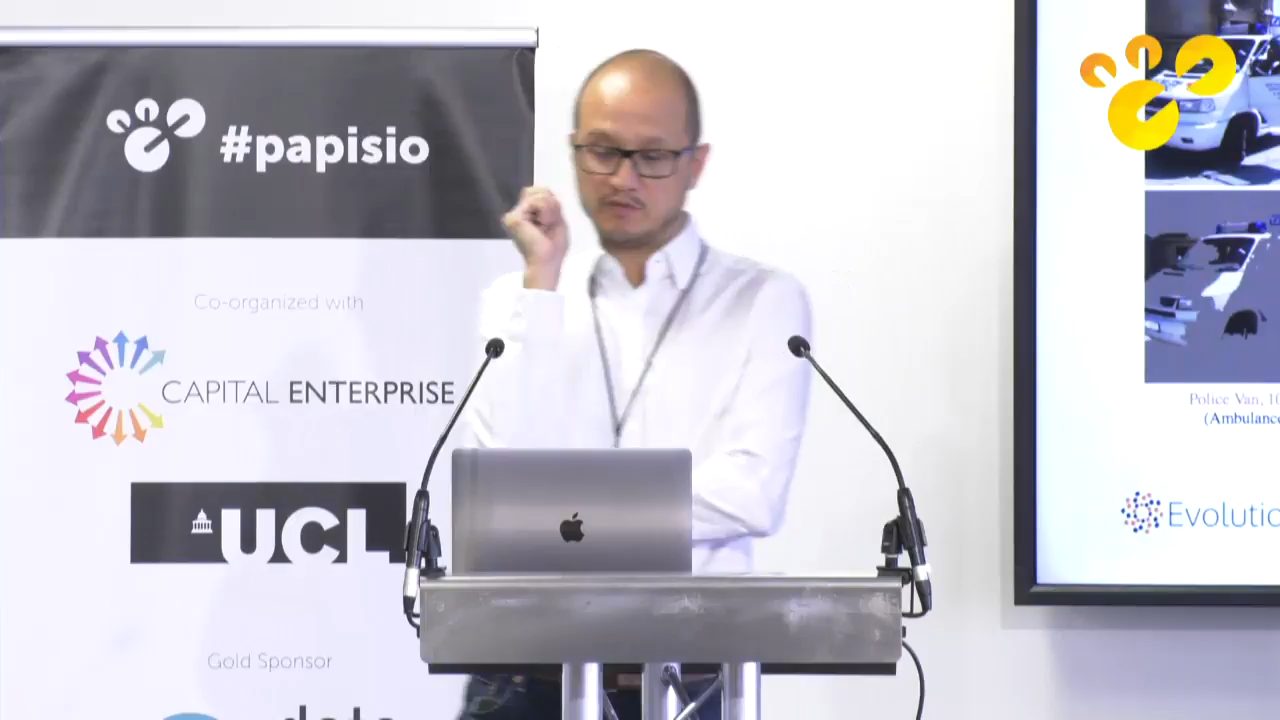 #papisio
Co-organized with
CAPITAL ENTERPRISE
UCL
Gold Sponsor
Police Van, 10
(Ambulance
Evolutio